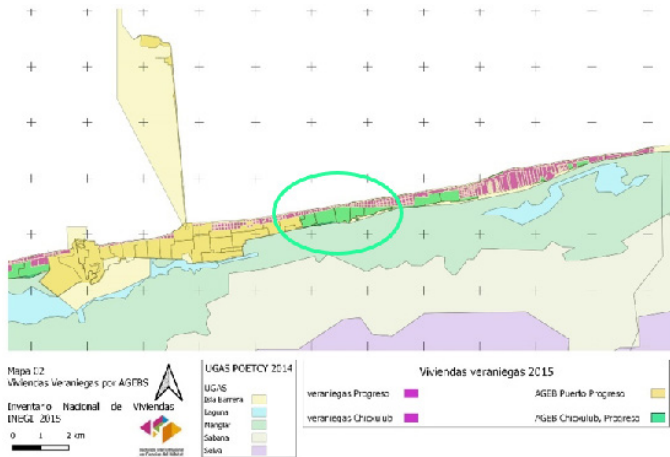 Mapa 02
Viviendas Veraniegas por AGEBS
Inventario Nacional de Viviendas
INEGI 2015
0 1 2 km
UGAS POETCY 2014
UGAS
Isla Barrera
Laguna
Manglar
Sabana
Selva
Viviendas veraniegas 2015
veraniegas Progreso
AGEB Puerto Progreso
veraniegas Chicxulub
AGEB Chicxulub, Progreso